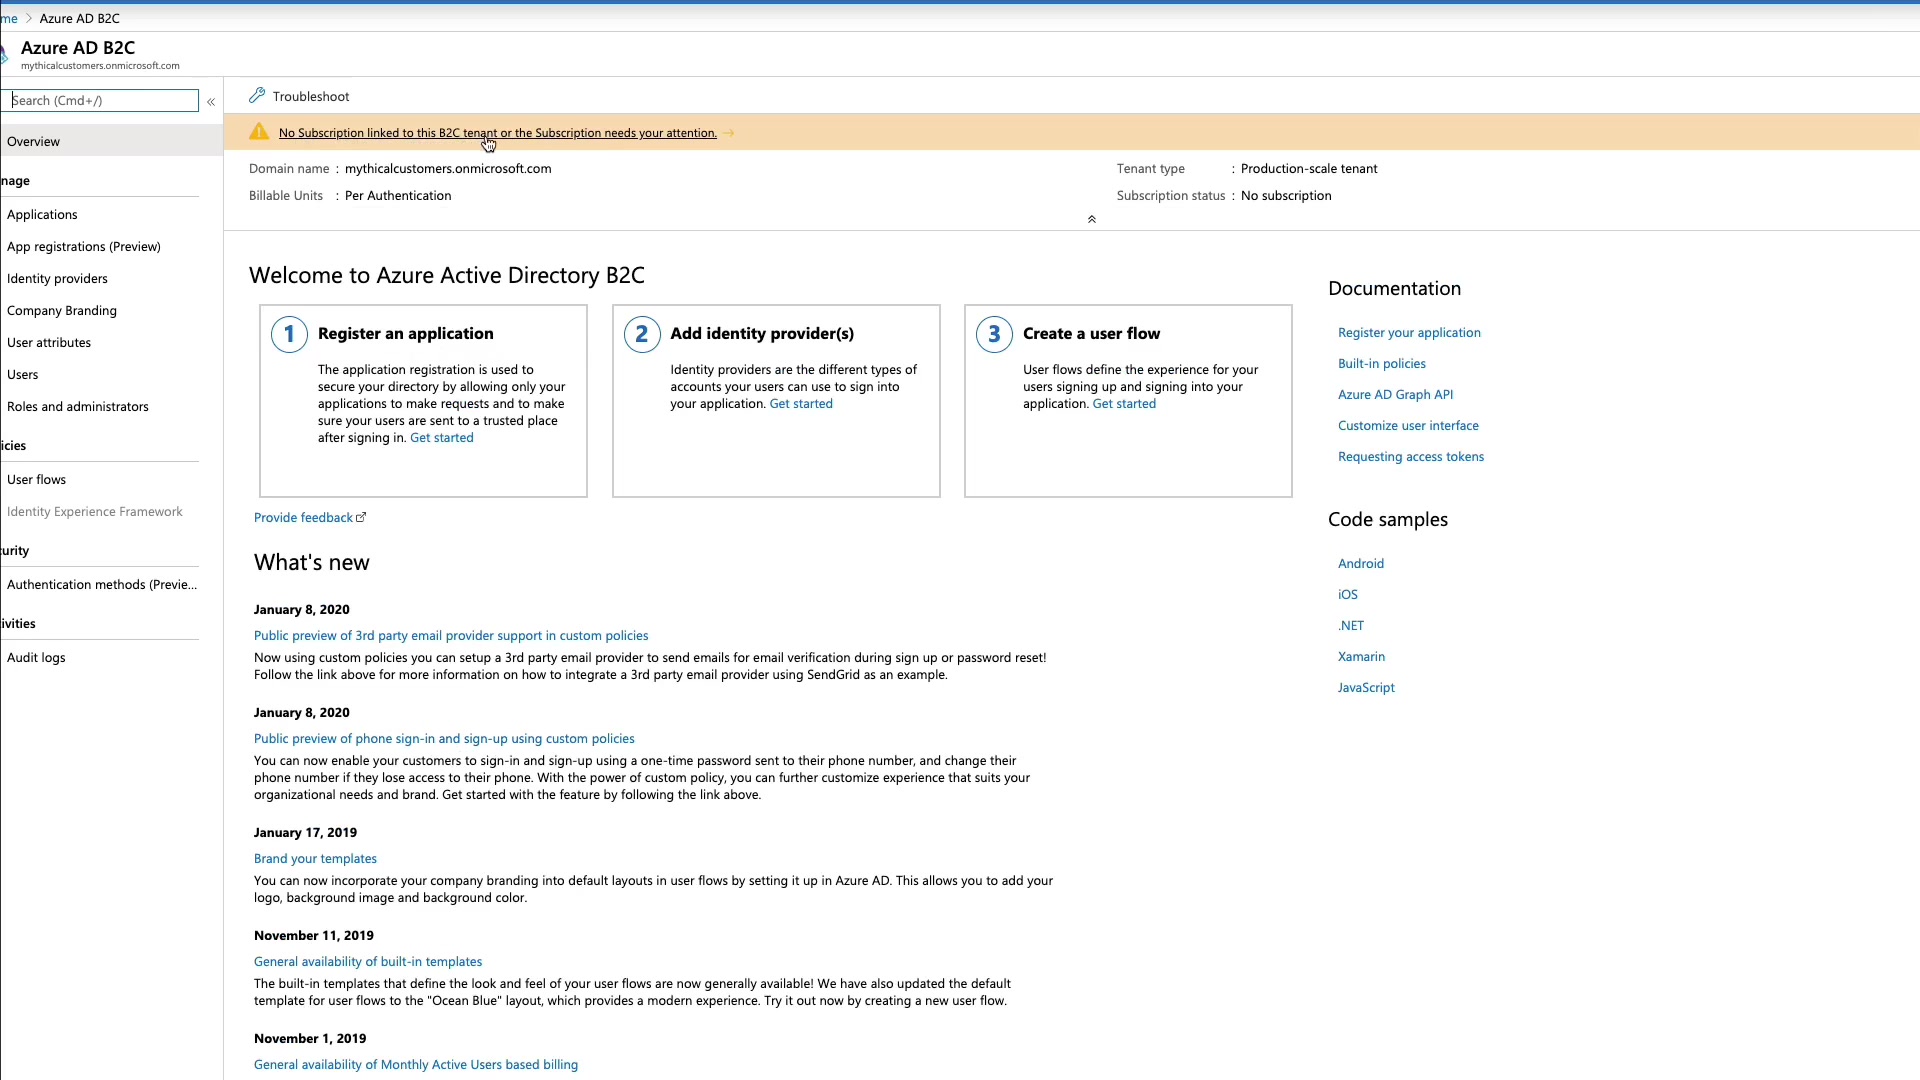 me > Azure AD B2C
Azure AD B2C
mythicalcustomers.onmicrosoft.com
Search (Cmd+/)
«
Overview
nage
Applications
App registrations (Preview)
Identity providers
Company Branding
User attributes
Users
Roles and administrators
icies
User flows
Identity Experience Framework
curity
Authentication methods (Previe...
ivities
Audit logs
Troubleshoot
No Subscription linked to this B2C tenant or the Subscription needs your attention. →
Domain name : mythicalcustomers.onmicrosoft.com
Billable Units : Per Authentication
Tenant type : Production-scale tenant
Subscription status : No subscription
Welcome to Azure Active Directory B2C
1 Register an application
The application registration is used to
secure your directory by allowing only your
applications to make requests and to make
sure your users are sent to a trusted place
after signing in. Get started
2 Add identity provider(s)
Identity providers are the different types of
accounts your users can use to sign into
your application. Get started
3 Create a user flow
User flows define the experience for your
users signing up and signing into your
application. Get started
Provide feedback
What's new
January 8, 2020
Public preview of 3rd party email provider support in custom policies
Now using custom policies you can setup a 3rd party email provider to send emails for email verification during sign up or password reset!
Follow the link above for more information on how to integrate a 3rd party email provider using SendGrid as an example.
January 8, 2020
Public preview of phone sign-in and sign-up using custom policies
You can now enable your customers to sign-in and sign-up using a one-time password sent to their phone number, and change their
phone number if they lose access to their phone. With the power of custom policy, you can further customize experience that suits your
organizational needs and brand. Get started with the feature by following the link above.
January 17, 2019
Brand your templates
You can now incorporate your company branding into default layouts in user flows by setting it up in Azure AD. This allows you to add your
logo, background image and background color.
November 11, 2019
General availability of built-in templates
The built-in templates that define the look and feel of your user flows are now generally available! We have also updated the default
template for user flows to the "Ocean Blue" layout, which provides a modern experience. Try it out now by creating a new user flow.
November 1, 2019
General availability of Monthly Active Users based billing
Documentation
Register your application
Built-in policies
Azure AD Graph API
Customize user interface
Requesting access tokens
Code samples
Android
iOS
.NET
Xamarin
JavaScript